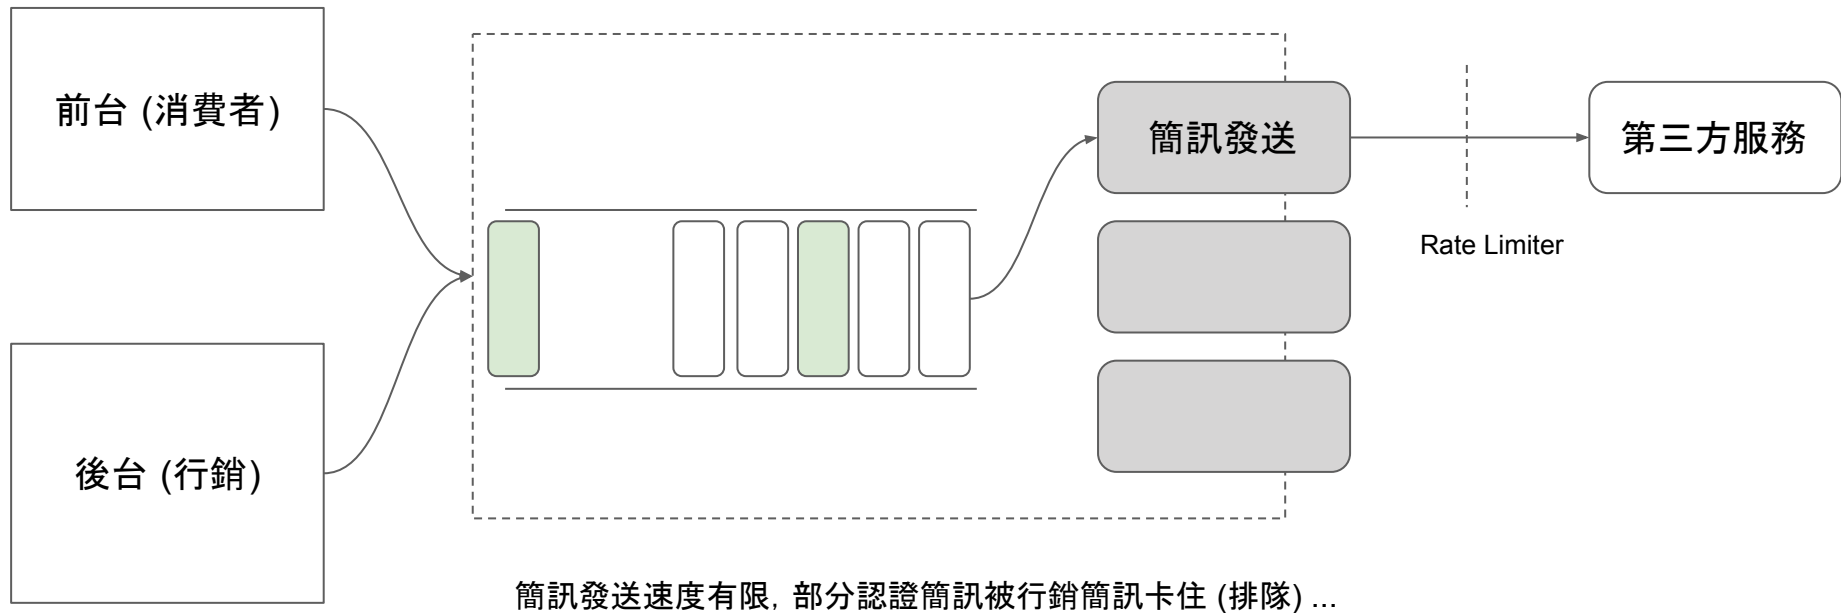 前台 (消費者)
簡訊發送
第三方服務
Rate Limiter
後台 (行銷)
簡訊發送速度有限, 部分認證簡訊被行銷簡訊卡住 (排隊) ...